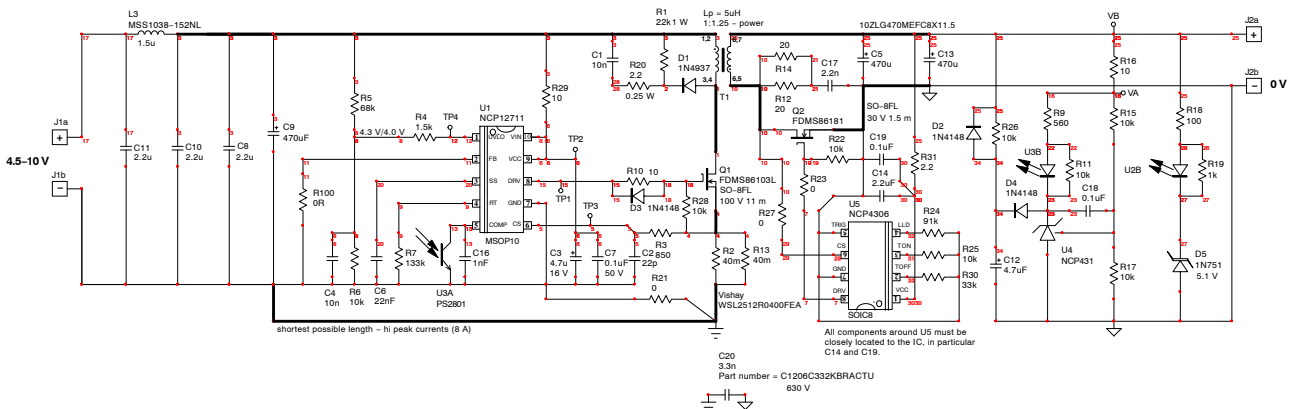 L3
MSS1038-152NL
1.5u
R1
22k 1 W
Lp = 5uH
1:1.25 - power
10ZLG470MEFC8X11.5
VB
J2a
J2b
0 V
C1
10n
R20
2.2
0.25 W
D1
1N4937
1,2
3,4
8,7
6,5
T1
20
R14
R12
20
C17
2.2n
C5
470u
C13
470u
R16
10
VA
R5
68k
R4
1.5k
TP4
U1
NCP12711
R29
10
TP2
Q2
FDMS86181
SO-8FL
30 V 1.5 m
D2
1N4148
R26
10k
R9
560
R15
10k
R18
100
J1a
4.5-10 V
J1b
C9
470uF
4.3 V/4.0 V
UVLO
VIN
FB
VCC
SS
DRV
RT
GND
COMP
CS
MSOP10
C11
2.2u
C10
2.2u
C8
2.2u
R100
0R
R10
10
TP1
D3
1N4148
TP3
R28
10k
Q1
FDMS86103L
SO-8FL
100 V 11 m
R22
10k
C19
0.1uF
C14
2.2uF
R31
2.2
R23
0
R27
0
U3B
R11
10k
D4
1N4148
C18
0.1uF
U2B
R19
1k
U5
NCP4306
TRIG
LLD
CS
TON
GND
TOFF
DRV
VCC
SOIC8
R24
91k
R25
10k
R30
33k
C12
4.7uF
U4
NCP431
R17
10k
D5
1N751
5.1 V
C4
10n
R6
10k
C6
22nF
R7
133k
U3A
PS2801
C16
1nF
C3
4.7u
16 V
C7
0.1uF
50 V
C2
22p
R3
850
R21
0
R2
40m
R13
40m
Vishay
WSL2512R0400FEA
shortest possible length - hi peak currents (8 A)
All components around U5 must be
closely located to the IC, in particular
C14 and C19.
C20
3.3n
Part number = C1206C332KBRACTU
630 V